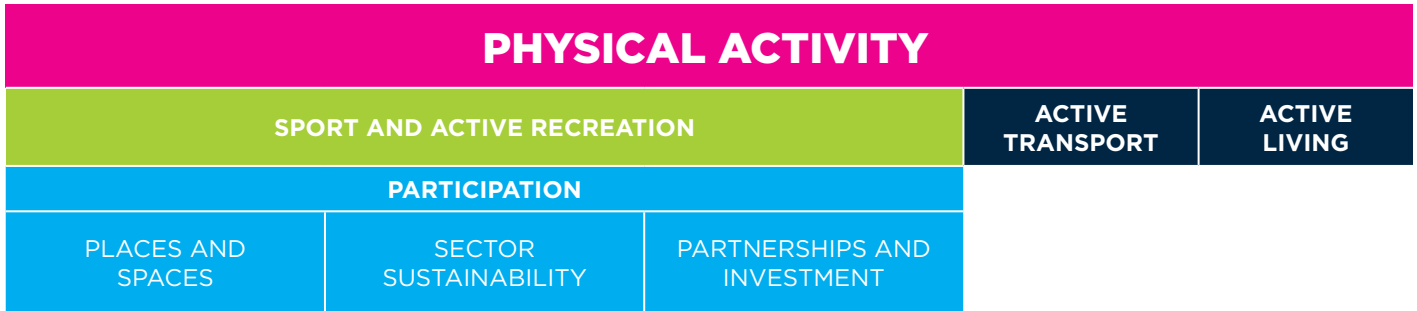 PHYSICAL ACTIVITY
SPORT AND ACTIVE RECREATION
ACTIVE
TRANSPORT
ACTIVE
LIVING
PARTICIPATION
PLACES AND
SPACES
SECTOR
SUSTAINABILITY
PARTNERSHIPS AND
INVESTMENT